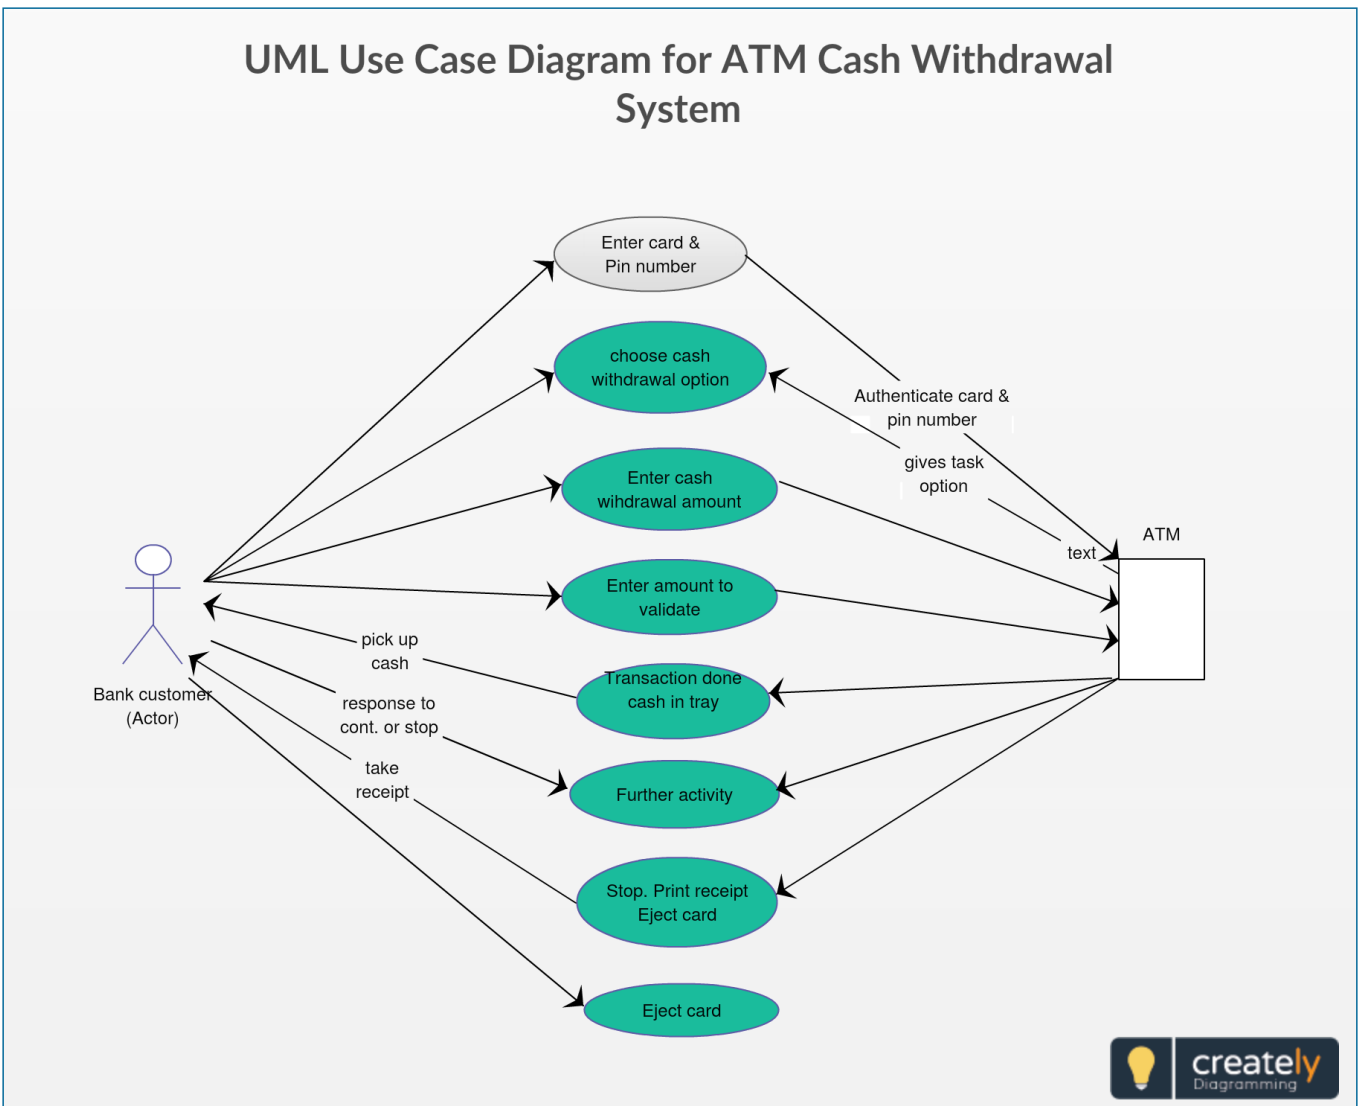 UML Use Case Diagram for ATM Cash Withdrawal
System
Enter card &
Pin number
choose cash
withdrawal option
Authenticate card &
pin number
gives task
option
Enter cash
wihdrawal amount
ATM
text
Enter amount to
validate
pick up
cash
Transaction done
cash in tray
Bank customer
(Actor)
response to
cont. or stop
take
receipt
Further activity
Stop. Print receipt
Eject card
Eject card
creately
Diagramming